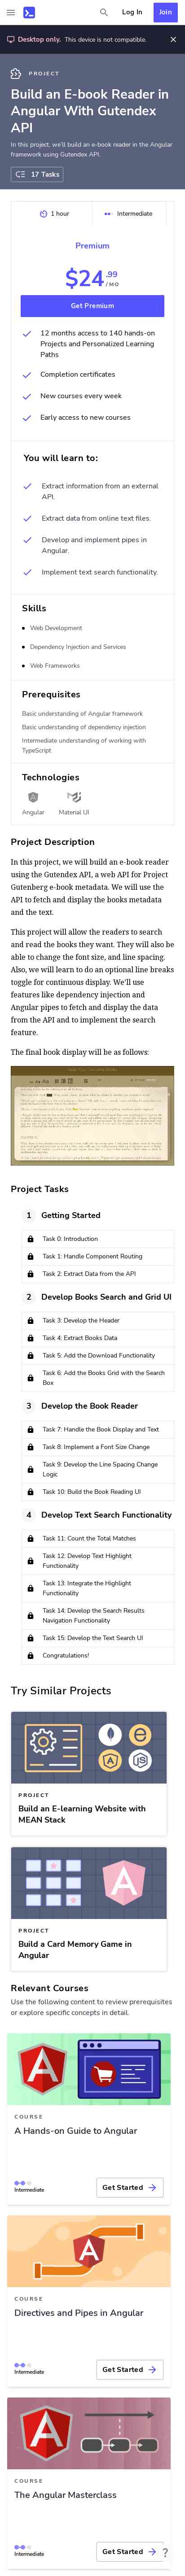 Log In
Join
Desktop only. This device is not compatible.
PROJECT
Build an E-book Reader in
Angular With Gutendex
API
In this project, we'll build an e-book reader in the Angular
framework using Gutendex API.
17 Tasks
1 hour
Intermediate
Premium
$24.99
/MO
Get Premium
12 months access to 140 hands-on
Projects and Personalized Learning
Paths
Completion certificates
New courses every week
Early access to new courses
You will learn to:
Extract information from an external
API.
Extract data from online text files.
Develop and implement pipes in
Angular.
Implement text search functionality.
Skills
Web Development
Dependency Injection and Services
Web Frameworks
Prerequisites
Basic understanding of Angular framework
Basic understanding of dependency injection
Intermediate understanding of working with
TypeScript
Technologies
Angular
Material UI
Project Description
In this project, we will build an e-book reader
using the Gutendex API, a web API for Project
Gutenberg e-book metadata. We will use the
API to fetch and display the books metadata
and the text.
This project will allow the readers to search
and read the books they want. They will also be
able to change the font size, and line spacing.
Also, we will learn to do an optional line breaks
toggle for continuous display. We'll use
features like dependency injection and
Angular pipes to fetch and display the data
from the API and to implement the search
feature.
The final book display will be as follows:
Project Tasks
1 Getting Started
Task 0: Introduction
Task 1: Handle Component Routing
Task 2: Extract Data from the API
2 Develop Books Search and Grid UI
Task 3: Develop the Header
Task 4: Extract Books Data
Task 5: Add the Download Functionality
Task 6: Add the Books Grid with the Search
Box
3 Develop the Book Reader
Task 7: Handle the Book Display and Text
Task 8: Implement a Font Size Change
Task 9: Develop the Line Spacing Change
Logic
Task 10: Build the Book Reading UI
4 Develop Text Search Functionality
Task 11: Count the Total Matches
Task 12: Develop Text Highlight
Functionality
Task 13: Integrate the Highlight
Functionality
Task 14: Develop the Search Results
Navigation Functionality
Task 15: Develop the Text Search UI
Congratulations!
Try Similar Projects
PROJECT
Build an E-learning Website with
MEAN Stack
PROJECT
Build a Card Memory Game in
Angular
Relevant Courses
Use the following content to review prerequisites
or explore specific concepts in detail.
COURSE
A Hands-on Guide to Angular
Intermediate
Get Started
COURSE
Directives and Pipes in Angular
Intermediate
Get Started
COURSE
The Angular Masterclass
Intermediate
Get Started
?